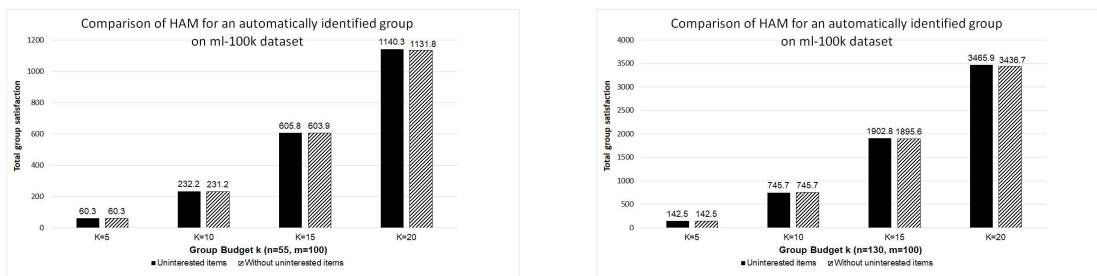 Comparison of HAM for an automatically identified group
on ml-100k dataset
Total group satisfaction
1200
1000
800
600
400
200
0
60.3 60.3
232.2 231.2
605.8 603.9
1140.3 1131.8
K=5 K=10 K=15 K=20
Group Budget k (n=55, m=100)
Uninterested items Without uninterested items
Comparison of HAM for an automatically identified group
on ml-100k dataset
Total group satisfaction
4000
3500
3000
2500
2000
1500
1000
500
0
142.5 142.5
745.7 745.7
1902.8 1895.6
3465.9 3436.7
K=5 K=10 K=15 K=20
Group Budget k (n=130, m=100)
Uninterested items Without uninterested items